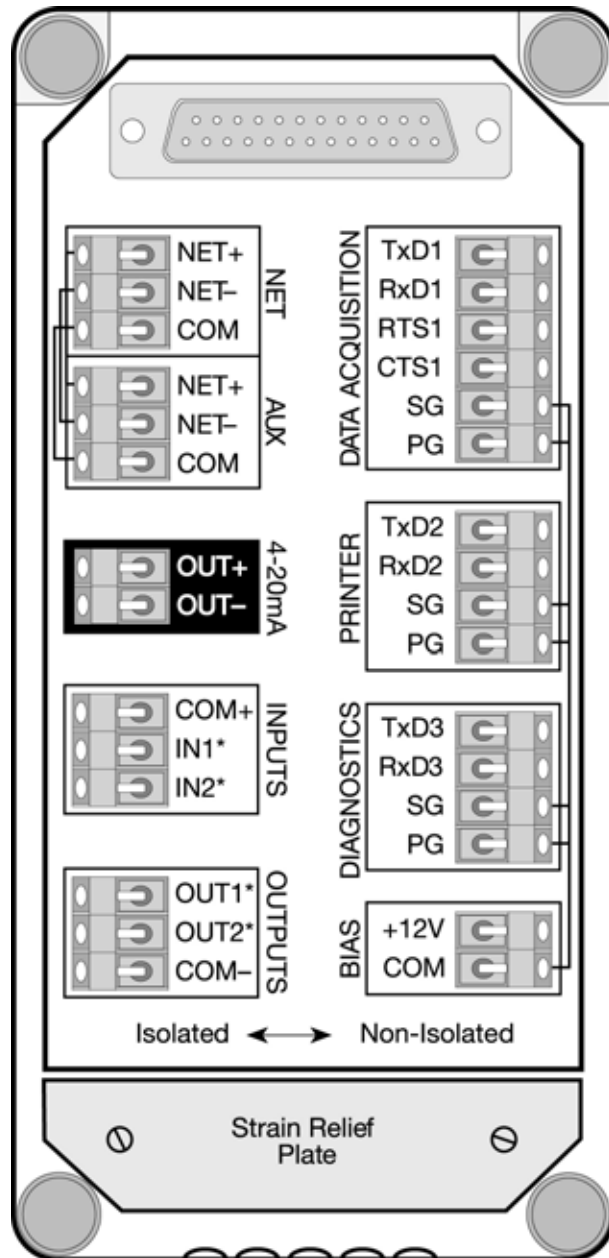 NET+
NET–
COM
NET
NET+
NET–
COM
AUX
OUT+
OUT–
4-20mA
COM+
IN1*
IN2*
INPUTS
OUT1*
OUT2*
COM–
OUTPUTS
DATA ACQUISITION
TxD1
RxD1
RTS1
CTS1
SG
PG
PRINTER
TxD2
RxD2
SG
PG
DIAGNOSTICS
TxD3
RxD3
SG
PG
BIAS
+12V
COM
Isolated Non-Isolated
Strain Relief
Plate